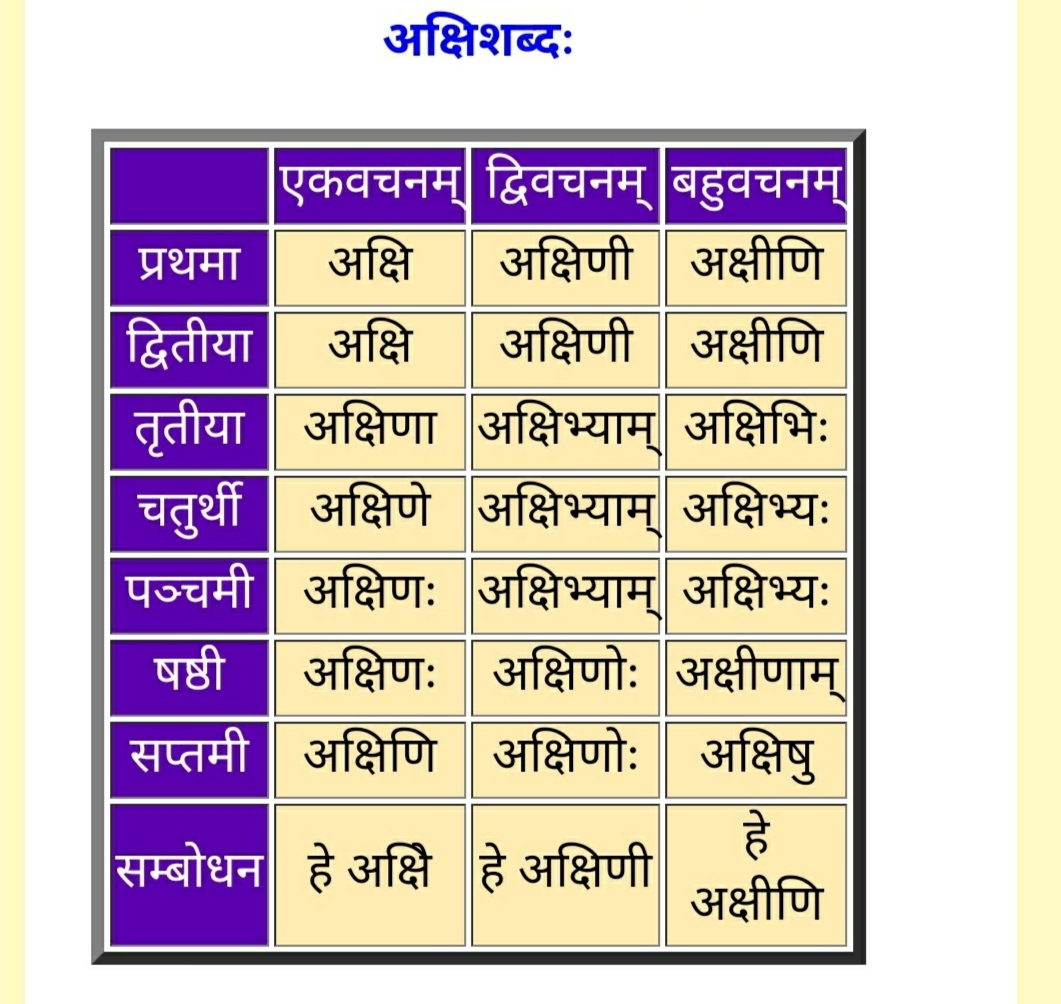 अक्षिशब्दः
एकवचनम् द्विवचनम् बहुवचनम्
प्रथमा अक्षि अक्षिणी अक्षीणि
द्वितीया अक्षि अक्षिणी अक्षीणि
तृतीया अक्षिणा अक्षिभ्याम् अक्षिभिः
चतुर्थी अक्षिणे अक्षिभ्याम् अक्षिभ्यः
पञ्चमी अक्षिणः अक्षिभ्याम् अक्षिभ्यः
षष्ठी अक्षिणः अक्षिणोः अक्षीणाम्
सप्तमी अक्षिणि अक्षिणोः अक्षिषु
सम्बोधन हे अक्षिे हे अक्षिणी हे
अक्षीणि